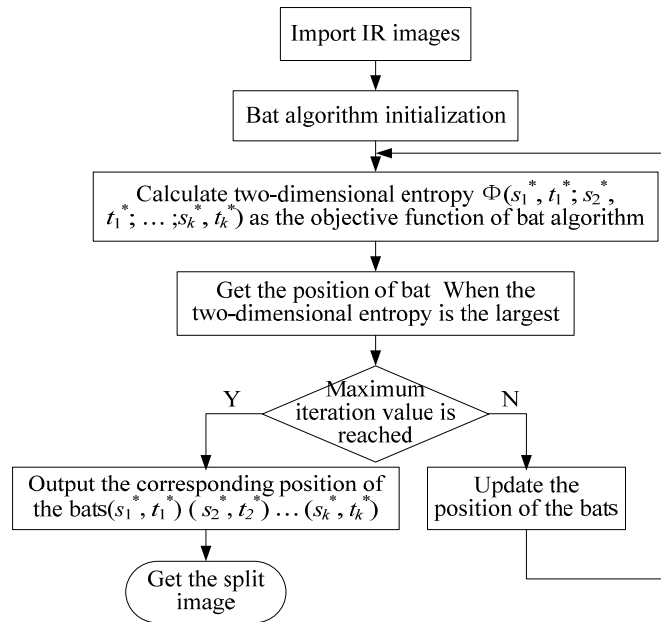 Import IR images
Bat algorithm initialization
Calculate two-dimensional entropy Φ(s₁*, t₁*; s₂*,
t₁*; … ;sₖ*, tₖ*) as the objective function of bat algorithm
Get the position of bat When the
two-dimensional entropy is the largest
Maximum
iteration value is
reached
Y
N
Output the corresponding position of
the bats(s₁*, t₁*) (s₂*, t₂*) … (sₖ*, tₖ*)
Update the
position of the bats
Get the split
image